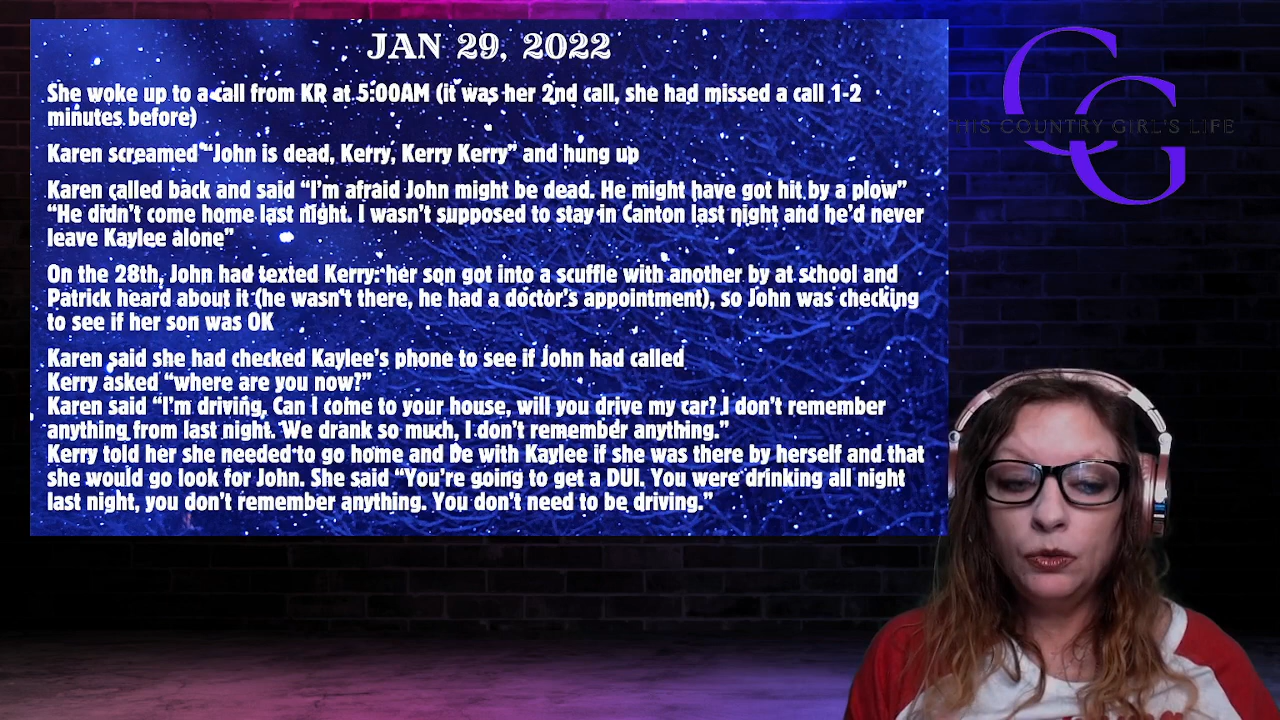 JAN 29, 2022
She woke up to a call from KR at 5:00AM (it was her 2nd call, she had missed a call 1-2
minutes before)
Karen screamed “John is dead, Kerry, Kerry Kerry” and hung up
Karen called back and said “I’m afraid John might be dead. He might have got hit by a plow”
“He didn’t come home last night. I wasn’t supposed to stay in Canton last night and he’d never
leave Kaylee alone”
On the 28th, John had texted Kerry: her son got into a scuffle with another by at school and
Patrick heard about it (he wasn’t there, he had a doctor’s appointment), so John was checking
to see if her son was OK
Karen said she had checked Kaylee’s phone to see if John had called
Kerry asked “where are you now?”
Karen said “I’m driving, Can I come to your house, will you drive my car? I don’t remember
anything from last night. We drank so much, I don’t remember anything.”
Kerry told her she needed to go home and be with Kaylee if she was there by herself and that
she would go look for John. She said “You’re going to get a DUI. You were drinking all night
last night, you don’t remember anything. You don’t need to be driving.”
CG
THIS COUNTRY GIRL'S LIFE